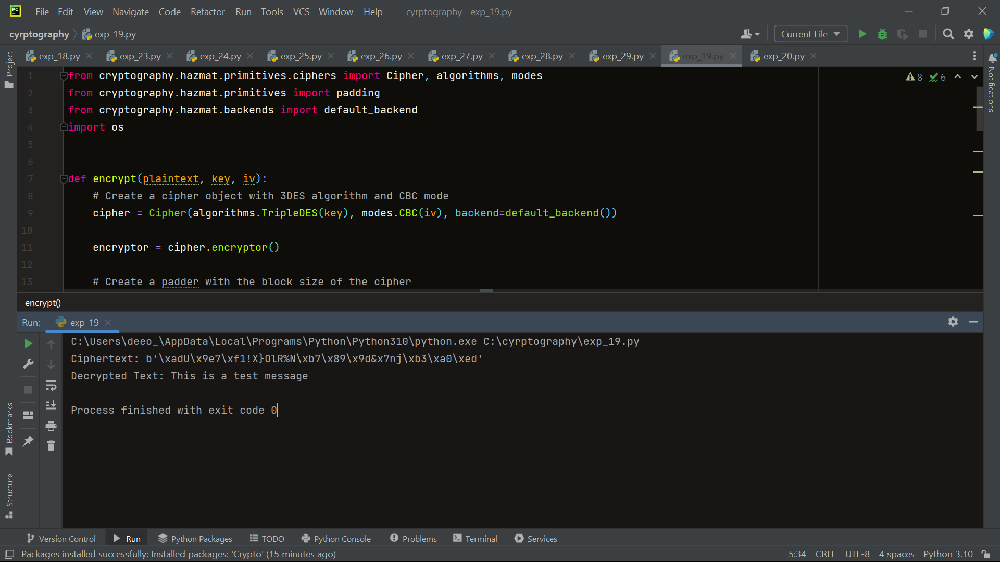 File Edit View Navigate Code Refactor Run Tools VCS Window Help cyrptography - exp_19.py
cyrptography exp_19.py Current File
Project
exp_18.py exp_23.py exp_24.py exp_25.py exp_26.py exp_27.py exp_28.py exp_29.py exp_19.py exp_20.py
Notifications
8 6
1 from cryptography.hazmat.primitives.ciphers import Cipher, algorithms, modes
2 from cryptography.hazmat.primitives import padding
3 from cryptography.hazmat.backends import default_backend
4 import os
5
6
7 def encrypt(plaintext, key, iv):
8 # Create a cipher object with 3DES algorithm and CBC mode
9 cipher = Cipher(algorithms.TripleDES(key), modes.CBC(iv), backend=default_backend())
10
11 encryptor = cipher.encryptor()
12
13 # Create a padder with the block size of the cipher
encrypt()
Run: exp_19
C:\Users\deeo_\AppData\Local\Programs\Python\Python310\python.exe C:\cyrptography\exp_19.py
Ciphertext: b'\xadU\x9e7\xf1!X}OlR%N\xb7\x89\x9d&x7nj\xb3\xa0\xed'
Decrypted Text: This is a test message
Process finished with exit code 0
Bookmarks
Structure
Version Control Run Python Packages TODO Python Console Problems Terminal Services
Packages installed successfully: Installed packages: 'Crypto' (15 minutes ago) 5:34 CRLF UTF-8 4 spaces Python 3.10